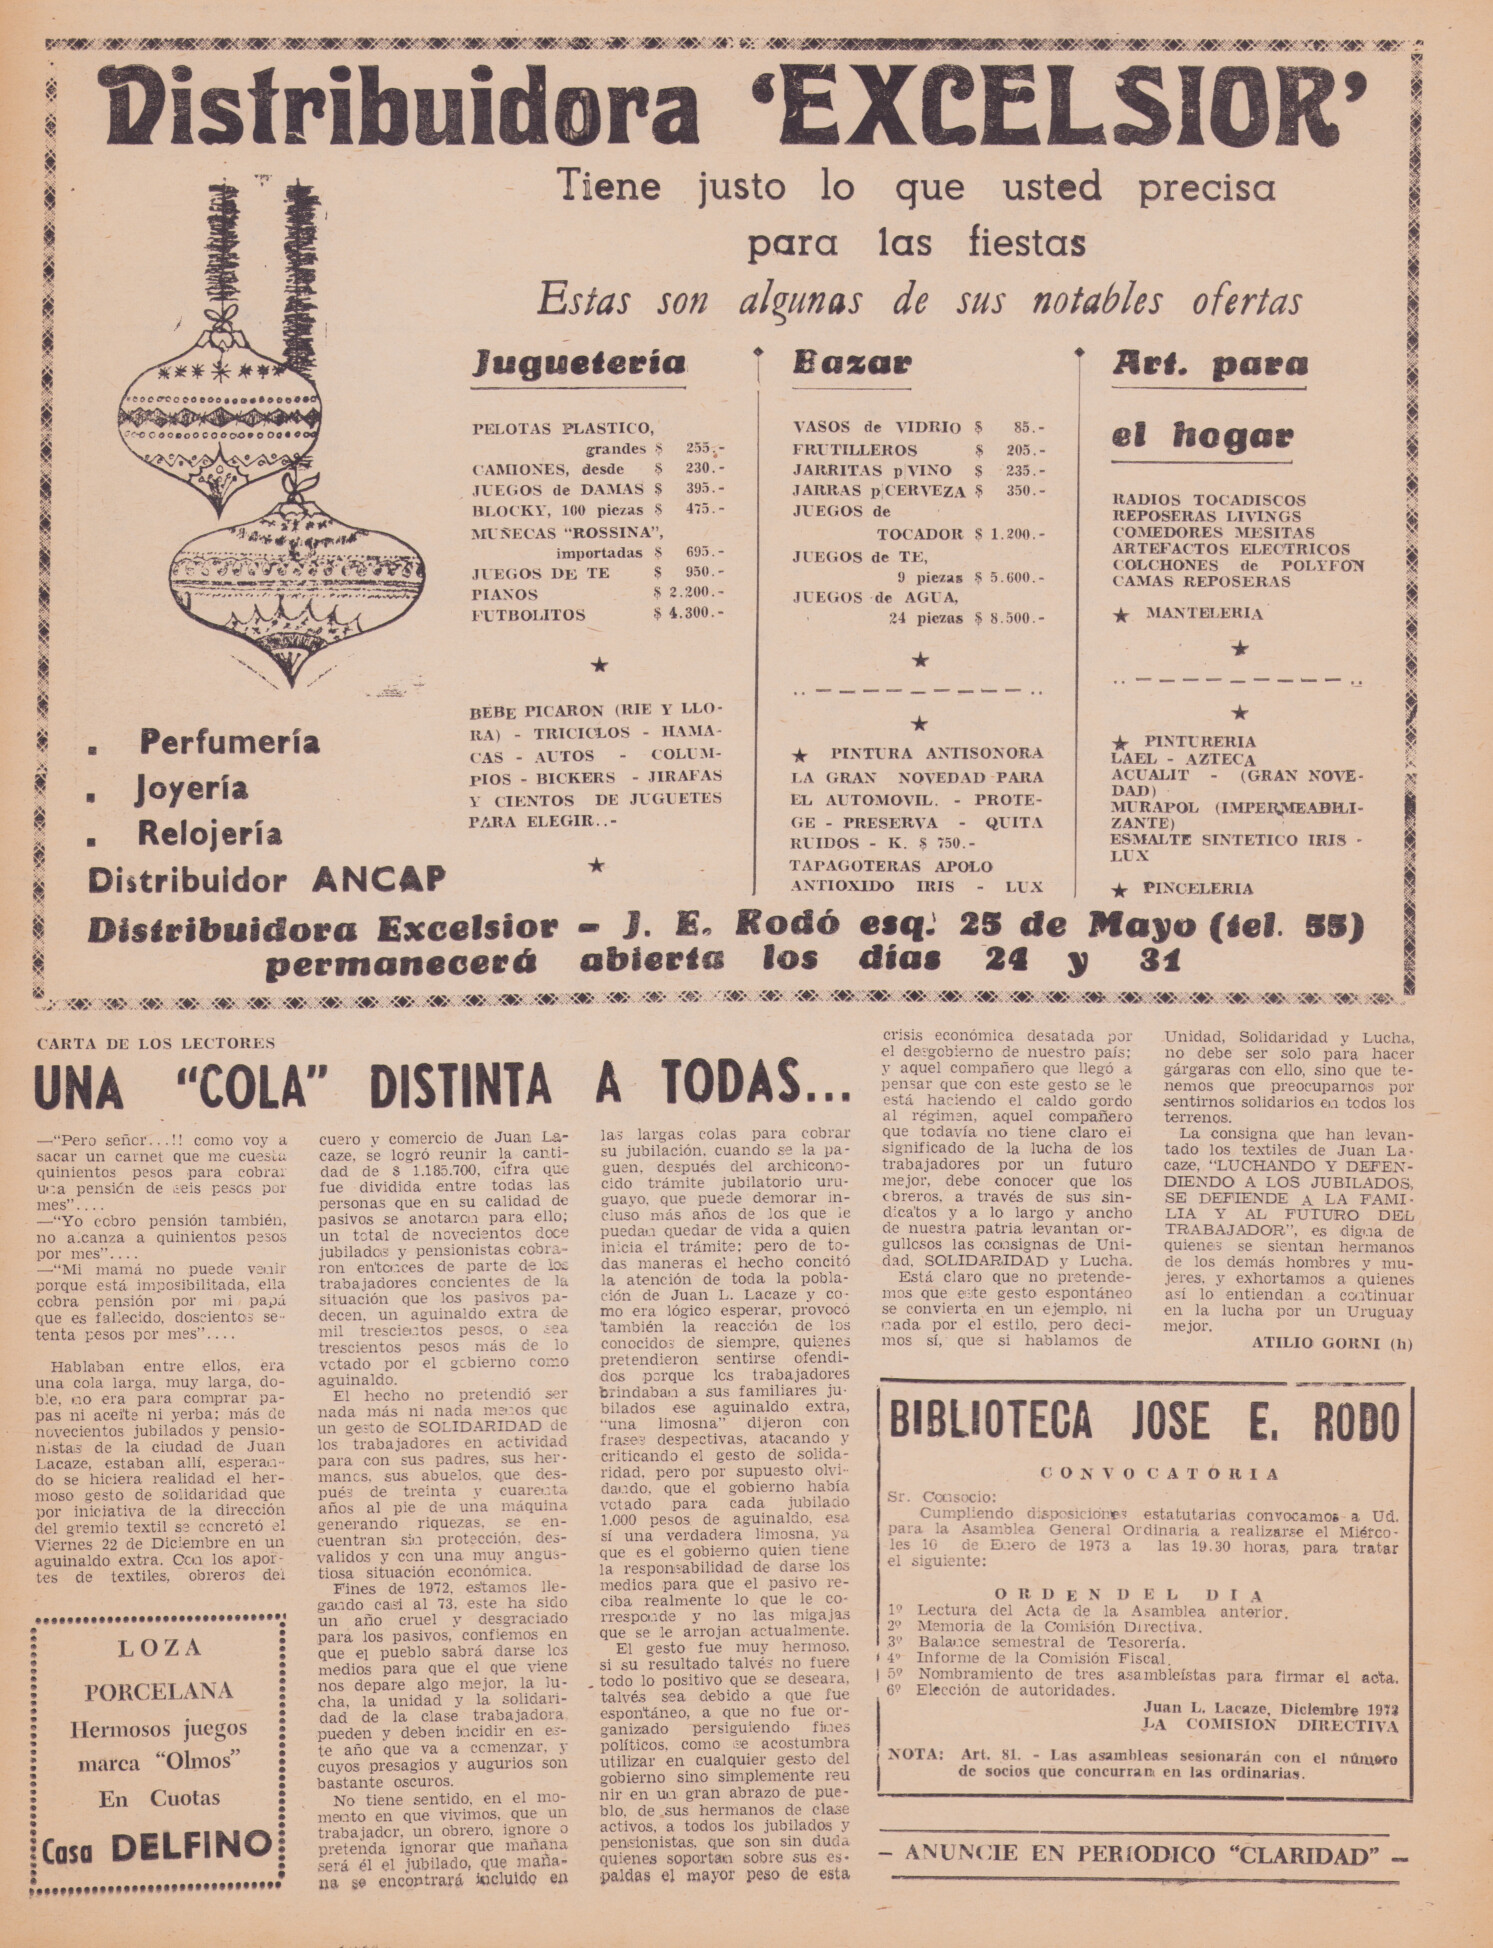 Distribuidora 'EXCELSIOR'
Tiene justo lo que usted precisa
para las fiestas
Estas son algunas de sus notables ofertas
Juguetería
PELOTAS PLASTICO,
grandes $ 255.-
CAMIONES, desde $ 230.-
JUEGOS de DAMAS $ 395.-
BLOCKY, 100 piezas $ 475.-
MUÑECAS "ROSSINA",
importadas $ 695.-
JUEGOS DE TE $ 950.-
PIANOS $ 2.200.-
FUTBOLITOS $ 4.300.-
★
BEBE PICARON (RIE Y LLO-
RA) - TRICICLOS - HAMA-
CAS - AUTOS - COLUM-
PIOS - BICKERS - JIRAFAS
Y CIENTOS DE JUGUETES
PARA ELEGIR..-
★
Bazar
VASOS de VIDRIO $ 85.-
FRUTILLEROS $ 205.-
JARRITAS p|VINO $ 235.-
JARRAS p|CERVEZA $ 350.-
JUEGOS de
TOCADOR $ 1.200.-
JUEGOS de TE,
9 piezas $ 5.600.-
JUEGOS de AGUA,
24 piezas $ 8.500.-
★
★
★ PINTURA ANTISONORA
LA GRAN NOVEDAD PARA
EL AUTOMOVIL. - PROTE-
GE - PRESERVA - QUITA
RUIDOS - K. $ 750.-
TAPAGOTERAS APOLO
ANTIOXIDO IRIS - LUX
Art. para
el hogar
RADIOS TOCADISCOS
REPOSERAS LIVINGS
COMEDORES MESITAS
ARTEFACTOS ELECTRICOS
COLCHONES de POLYFON
CAMAS REPOSERAS
★ MANTELERIA
★
★
★ PINTURERIA
LAEL - AZTECA
ACUALIT - (GRAN NOVE-
DAD)
MURAPOL (IMPERMEABILI-
ZANTE)
ESMALTE SINTETICO IRIS -
LUX
★ PINCELERIA
. Perfumería
. Joyería
. Relojería
Distribuidor ANCAP
Distribuidora Excelsior - J. E. Rodó esq. 25 de Mayo (tel. 55)
permanecerá abierta los días 24 y 31
CARTA DE LOS LECTORES
UNA "COLA" DISTINTA A TODAS...
—"Pero señor...!! como voy a
sacar un carnet que me cuesta
quinientos pesos para cobrar
una pensión de seis pesos por
mes"....
—"Yo cobro pensión también,
no alcanza a quinientos pesos
por mes"....
—"Mi mamá no puede venir
porque está imposibilitada, ella
cobra pensión por mi papá
que es fallecido, doscientos se-
tenta pesos por mes"....
Hablaban entre ellos, era
una cola larga, muy larga, do-
ble, no era para comprar pa-
pas ni aceite ni yerba; más de
novecientos jubilados y pensio-
nistas de la ciudad de Juan
Lacaze, estaban allí, esperan-
do se hiciera realidad el her-
moso gesto de solidaridad que
por iniciativa de la dirección
del gremio textil se concretó el
Viernes 22 de Diciembre en un
aguinaldo extra. Con los apor-
tes de textiles, obreros del
cuero y comercio de Juan La-
caze, se logró reunir la canti-
dad de $ 1.185.700, cifra que
fue dividida entre todas las
personas que en su calidad de
pasivos se anotaron para ello;
un total de novecientos doce
jubilados y pensionistas cobra-
ron entonces de parte de los
trabajadores concientes de la
situación que los pasivos pa-
decen, un aguinaldo extra de
mil trescientos pesos, o sea
trescientos pesos más de lo
votado por el gobierno como
aguinaldo.
El hecho no pretendió ser
nada más ni nada menos que
un gesto de SOLIDARIDAD de
los trabajadores en actividad
para con sus padres, sus her-
manos, sus abuelos, que des-
pués de treinta y cuarenta
años al pie de una máquina
generando riquezas, se en-
cuentran sin protección, des-
validos y con una muy angus-
tiosa situación económica.
Fines de 1972, estamos lle-
gando casi al 73, este ha sido
un año cruel y desgraciado
para los pasivos, confiemos en
que el pueblo sabrá darse los
medios para que el que viene
nos depare algo mejor, la lu-
cha, la unidad y la solidari-
dad de la clase trabajadora
pueden y deben incidir en es-
te año que va a comenzar, y
cuyos presagios y augurios son
bastante oscuros.
No tiene sentido, en el mo-
mento en que vivimos, que un
trabajador, un obrero, ignore o
pretenda ignorar que mañana
será él el jubilado, que maña-
na se encontrará incluido en
las largas colas para cobrar
su jubilación, cuando se la pa-
guen, después del archicono-
cido trámite jubilatorio uru-
guayo, que puede demorar in-
cluso más años de los que le
puedan quedar de vida a quien
inicia el trámite; pero de to-
das maneras el hecho concitó
la atención de toda la pobla-
ción de Juan L. Lacaze y co-
mo era lógico esperar, provocó
también la reacción de los
conocidos de siempre, quienes
pretendieron sentirse ofendi-
dos porque los trabajadores
brindaban a sus familiares ju-
bilados ese aguinaldo extra,
"una limosna" dijeron con
frases despectivas, atacando y
criticando el gesto de solida-
ridad, pero por supuesto olvi-
dando, que el gobierno había
votado para cada jubilado
1.000 pesos de aguinaldo, esa
sí una verdadera limosna, ya
que es el gobierno quien tiene
la responsabilidad de darse los
medios para que el pasivo re-
ciba realmente lo que le co-
rresponde y no las migajas
que se le arrojan actualmente.
El gesto fue muy hermoso,
si su resultado talvés no fuere
todo lo positivo que se deseara,
talvés sea debido a que fue
espontáneo, a que no fue or-
ganizado persiguiendo fines
políticos, como se acostumbra
utilizar en cualquier gesto del
gobierno sino simplemente reu
nir en un gran abrazo de pue-
blo, de sus hermanos de clase
activos, a todos los jubilados y
pensionistas, que son sin duda
quienes soportan sobre sus es-
paldas el mayor peso de esta
crisis económica desatada por
el desgobierno de nuestro país;
y aquel compañero que llegó a
pensar que con este gesto se le
está haciendo el caldo gordo
al régimen, aquel compañero
que todavía no tiene claro el
significado de la lucha de los
trabajadores por un futuro
mejor, debe conocer que los
obreros, a través de sus sin-
dicatos y a lo largo y ancho
de nuestra patria levantan or-
gullosos las consignas de Uni-
dad, SOLIDARIDAD y Lucha.
Está claro que no pretende-
mos que este gesto espontáneo
se convierta en un ejemplo, ni
nada por el estilo, pero deci-
mos sí, que si hablamos de
Unidad, Solidaridad y Lucha,
no debe ser solo para hacer
gárgaras con ello, sino que te-
nemos que preocuparnos por
sentirnos solidarios en todos los
terrenos.
La consigna que han levan-
tado los textiles de Juan La-
caze, "LUCHANDO Y DEFEN-
DIENDO A LOS JUBILADOS,
SE DEFIENDE A LA FAMI-
LIA Y AL FUTURO DEL
TRABAJADOR", es digna de
quienes se sientan hermanos
de los demás hombres y mu-
jeres, y exhortamos a quienes
así lo entiendan a continuar
en la lucha por un Uruguay
mejor.
ATILIO GORNI (h)
LOZA
PORCELANA
Hermosos juegos
marca "Olmos"
En Cuotas
Casa DELFINO
BIBLIOTECA JOSE E. RODO
CONVOCATORIA
Sr. Consocio:
Cumpliendo disposiciones estatutarias convocamos a Ud.
para la Asamblea General Ordinaria a realizarse el Miérco-
les 10 de Enero de 1973 a las 19.30 horas, para tratar
el siguiente:
ORDEN DEL DIA
1º Lectura del Acta de la Asamblea anterior.
2º Memoria de la Comisión Directiva.
3º Balance semestral de Tesorería.
4º Informe de la Comisión Fiscal.
5º Nombramiento de tres asambleístas para firmar el acta.
6º Elección de autoridades.
Juan L. Lacaze, Diciembre 1972
LA COMISION DIRECTIVA
NOTA: Art. 81. - Las asambleas sesionarán con el número
de socios que concurran en las ordinarias.
- ANUNCIE EN PERIODICO "CLARIDAD" -